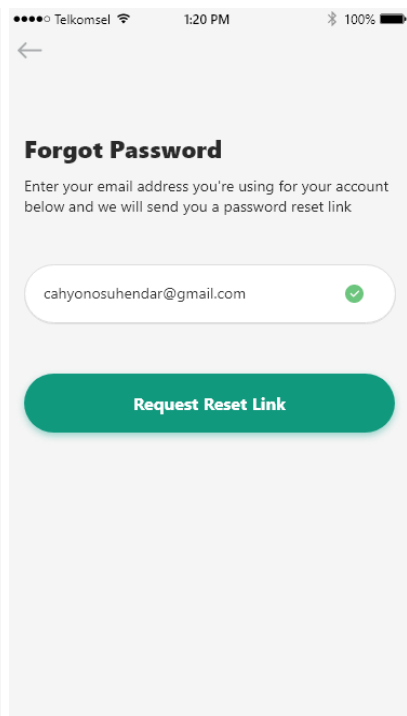 Telkomsel 1:20 PM 100%
Forgot Password
Enter your email address you're using for your account
below and we will send you a password reset link
cahyonosuhendar@gmail.com
Request Reset Link